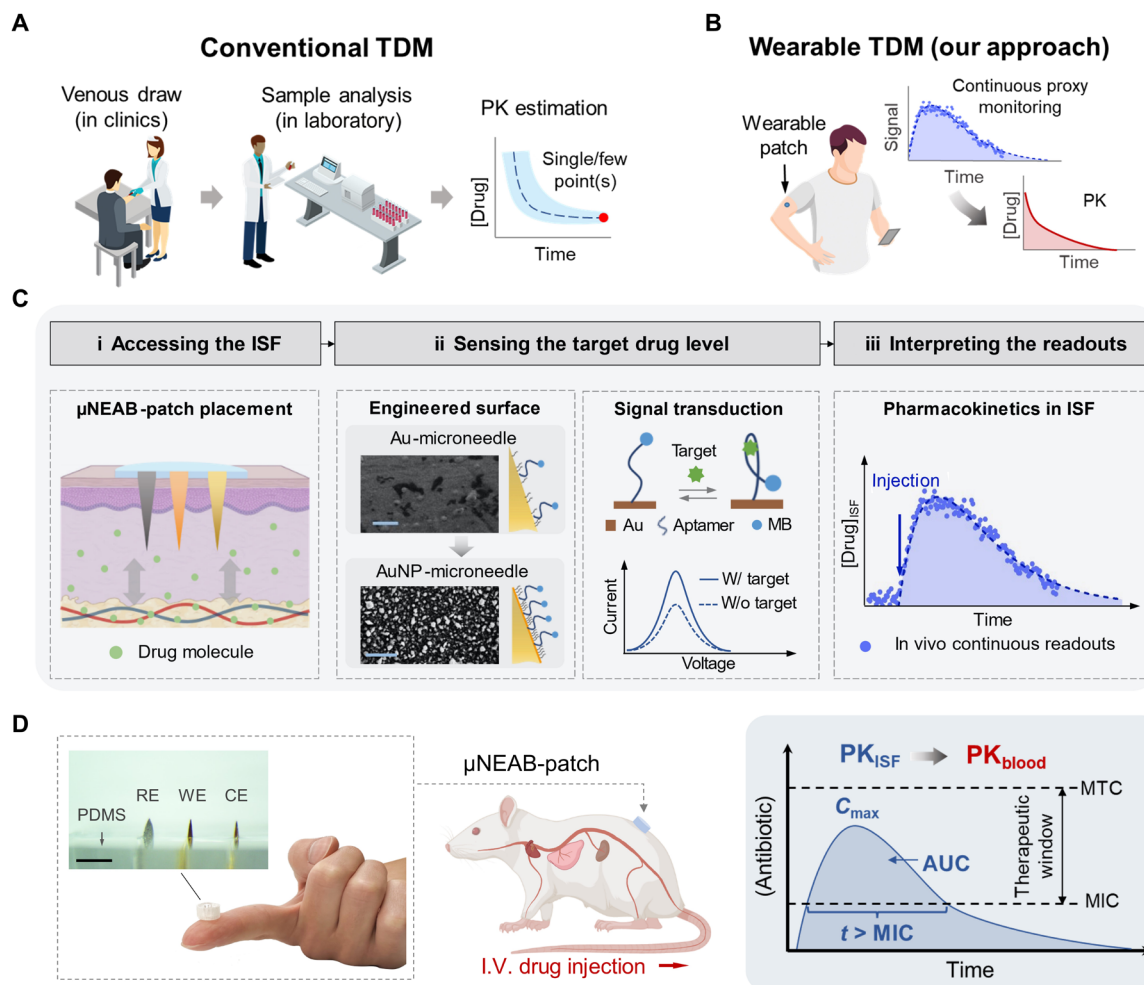 A
Conventional TDM
Venous draw
(in clinics)
Sample analysis
(in laboratory)
PK estimation
Single/few
point(s)
[Drug]
Time
B
Wearable TDM (our approach)
Wearable
patch
Continuous proxy
monitoring
Signal
Time
[Drug]
PK
Time
C
i Accessing the ISF
ii Sensing the target drug level
iii Interpreting the readouts
µNEAB-patch placement
Drug molecule
Engineered surface
Au-microneedle
AuNP-microneedle
Signal transduction
Target
Au
Aptamer
MB
Current
W/ target
W/o target
Voltage
Pharmacokinetics in ISF
Injection
[Drug]ISF
Time
In vivo continuous readouts
D
PDMS
RE
WE
CE
µNEAB-patch
I.V. drug injection
PKISF
PKblood
MTC
Cmax
AUC
Therapeutic
window
MIC
t > MIC
(Antibiotic)
Time